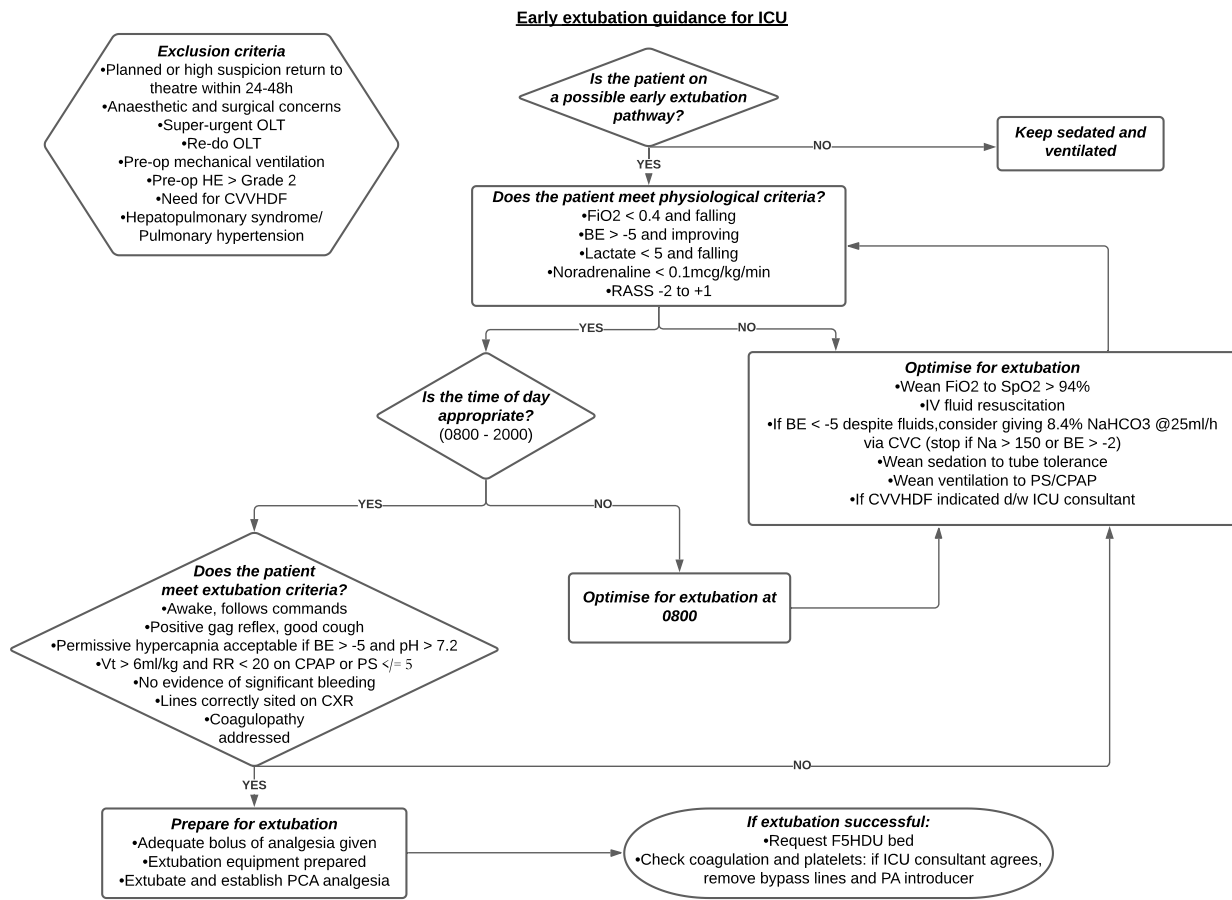 Early extubation guidance for ICU
Exclusion criteria
•Planned or high suspicion return to
theatre within 24-48h
•Anaesthetic and surgical concerns
•Super-urgent OLT
•Re-do OLT
•Pre-op mechanical ventilation
•Pre-op HE > Grade 2
•Need for CVVHDF
•Hepatopulmonary syndrome/
Pulmonary hypertension
Is the patient on
a possible early extubation
pathway?
NO
Keep sedated and
ventilated
YES
Does the patient meet physiological criteria?
•FiO2 < 0.4 and falling
•BE > -5 and improving
•Lactate < 5 and falling
•Noradrenaline < 0.1mcg/kg/min
•RASS -2 to +1
YES
NO
Is the time of day
appropriate?
(0800 - 2000)
Optimise for extubation
•Wean FiO2 to SpO2 > 94%
•IV fluid resuscitation
•If BE < -5 despite fluids,consider giving 8.4% NaHCO3 @25ml/h
via CVC (stop if Na > 150 or BE > -2)
•Wean sedation to tube tolerance
•Wean ventilation to PS/CPAP
•If CVVHDF indicated d/w ICU consultant
YES
NO
Optimise for extubation at
0800
Does the patient
meet extubation criteria?
•Awake, follows commands
•Positive gag reflex, good cough
•Permissive hypercapnia acceptable if BE > -5 and pH > 7.2
•Vt > 6ml/kg and RR < 20 on CPAP or PS </= 5
•No evidence of significant bleeding
•Lines correctly sited on CXR
•Coagulopathy
addressed
NO
YES
Prepare for extubation
•Adequate bolus of analgesia given
•Extubation equipment prepared
•Extubate and establish PCA analgesia
If extubation successful:
•Request F5HDU bed
•Check coagulation and platelets: if ICU consultant agrees,
remove bypass lines and PA introducer